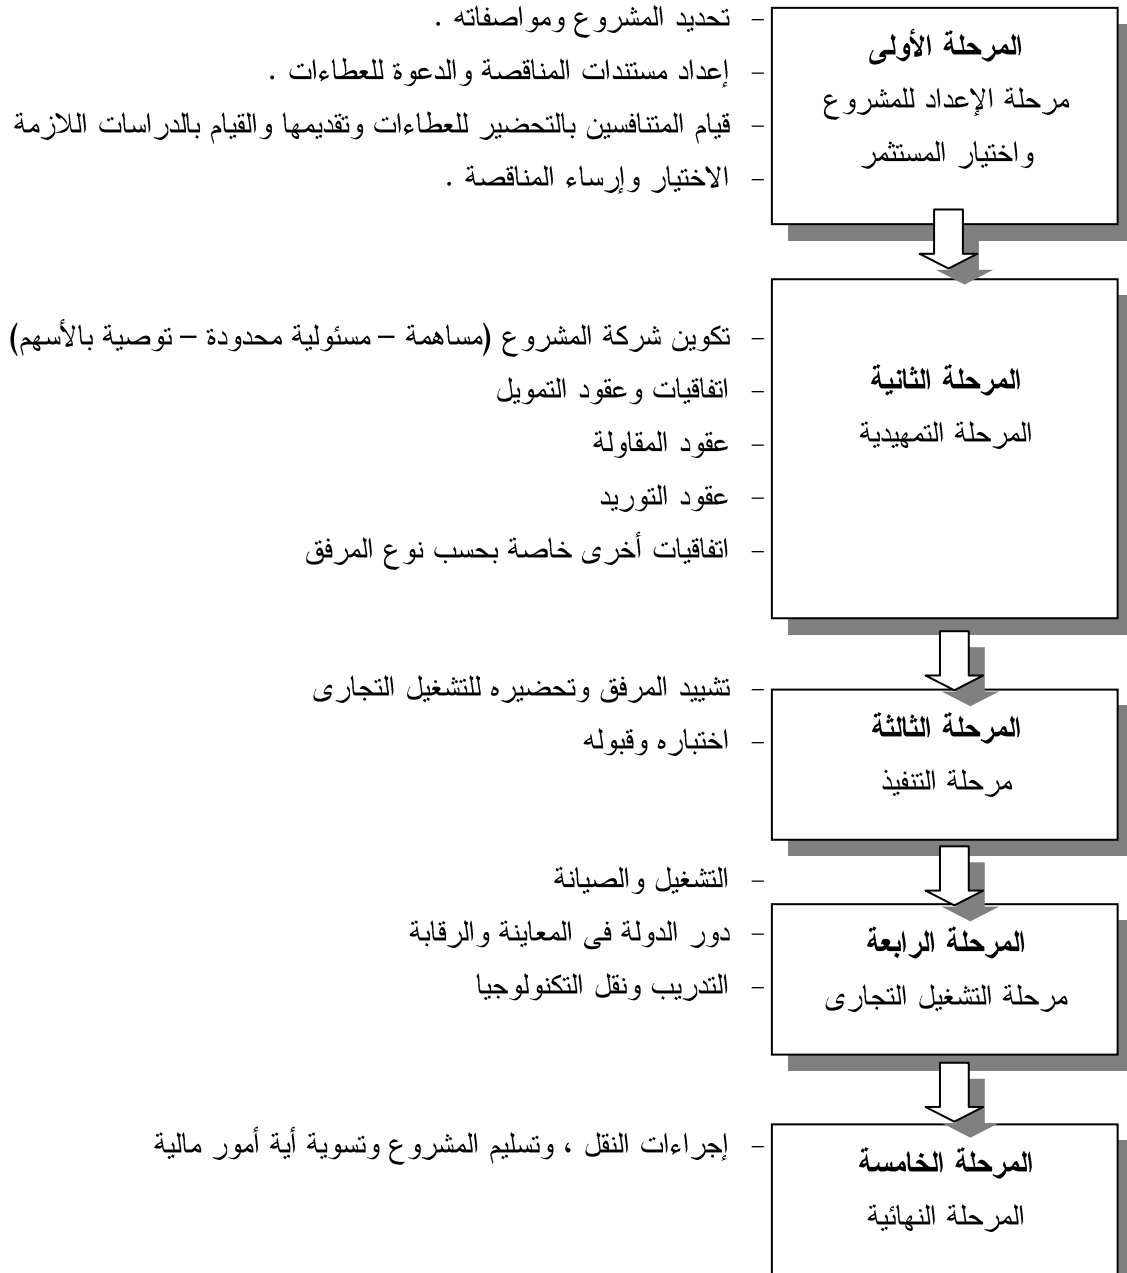 المرحلة الأولى
مرحلة الإعداد للمشروع
واختيار المستثمر
- تحديد المشروع ومواصفاته .
- إعداد مستندات المناقصة والدعوة للعطاءات .
- قيام المتنافسين بالتحضير للعطاءات وتقديمها والقيام بالدراسات اللازمة
- الاختيار وإرساء المناقصة .
المرحلة الثانية
المرحلة التمهيدية
- تكوين شركة المشروع (مساهمة – مسئولية محدودة – توصية بالأسهم)
- اتفاقيات وعقود التمويل
- عقود المقاولة
- عقود التوريد
- اتفاقيات أخرى خاصة بحسب نوع المرفق
المرحلة الثالثة
مرحلة التنفيذ
- تشييد المرفق وتحضيره للتشغيل التجارى
- اختباره وقبوله
المرحلة الرابعة
مرحلة التشغيل التجارى
- التشغيل والصيانة
- دور الدولة فى المعاينة والرقابة
- التدريب ونقل التكنولوجيا
المرحلة الخامسة
المرحلة النهائية
- إجراءات النقل ، وتسليم المشروع وتسوية أية أمور مالية